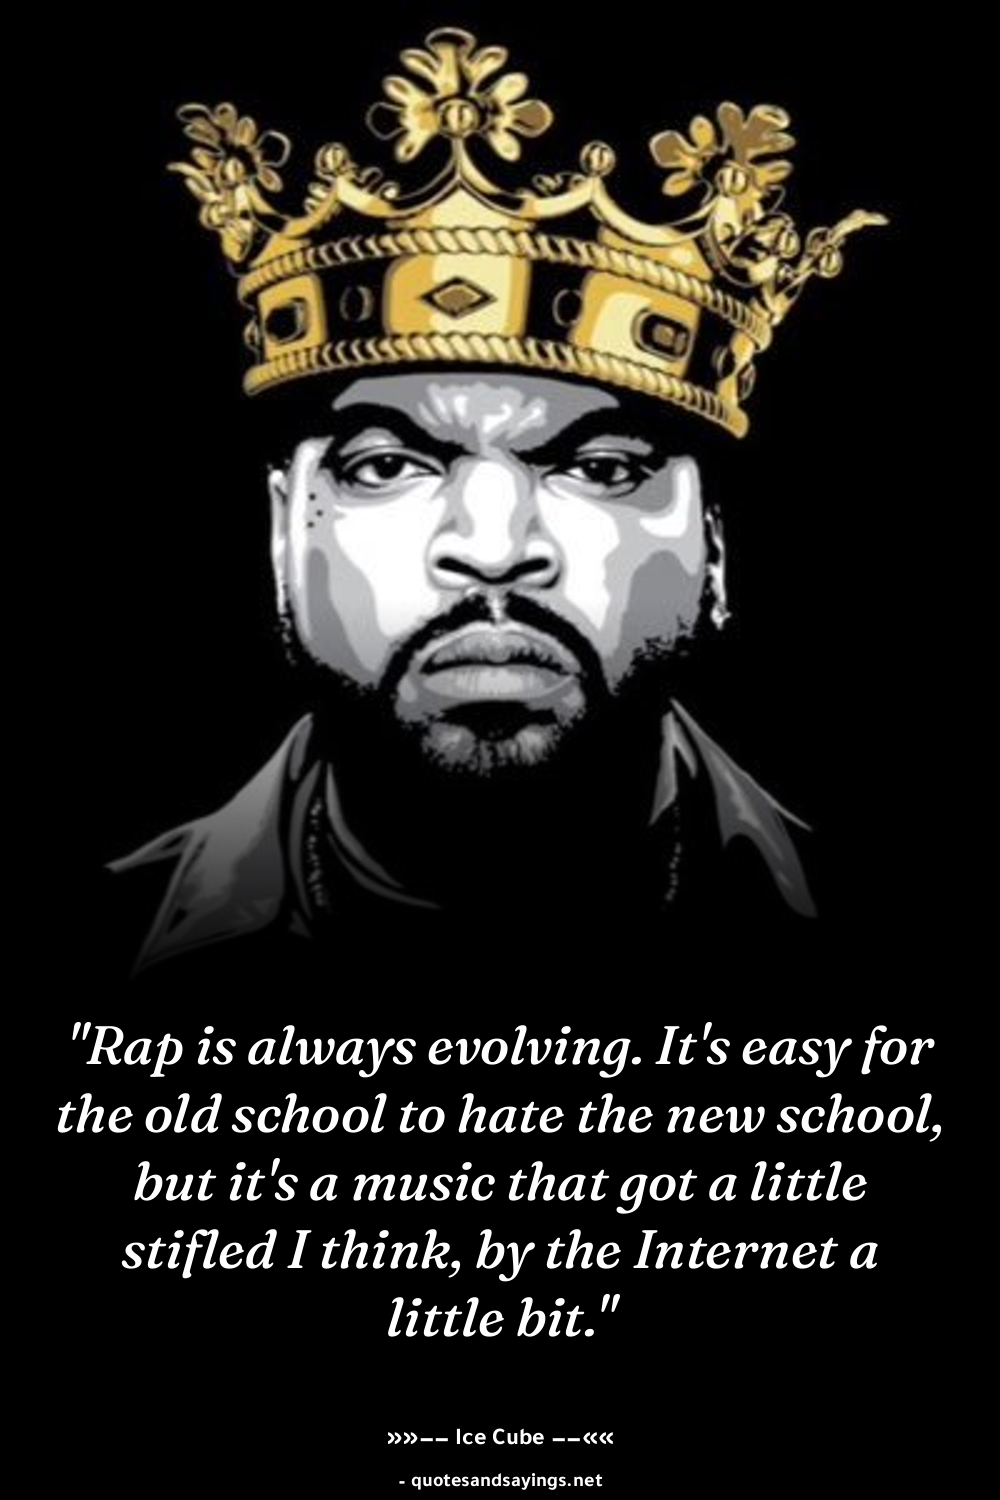 "Rap is always evolving. It's easy for
the old school to hate the new school,
but it's a music that got a little
stifled I think, by the Internet a
little bit."
»»–– Ice Cube ––««
- quotesandsayings.net